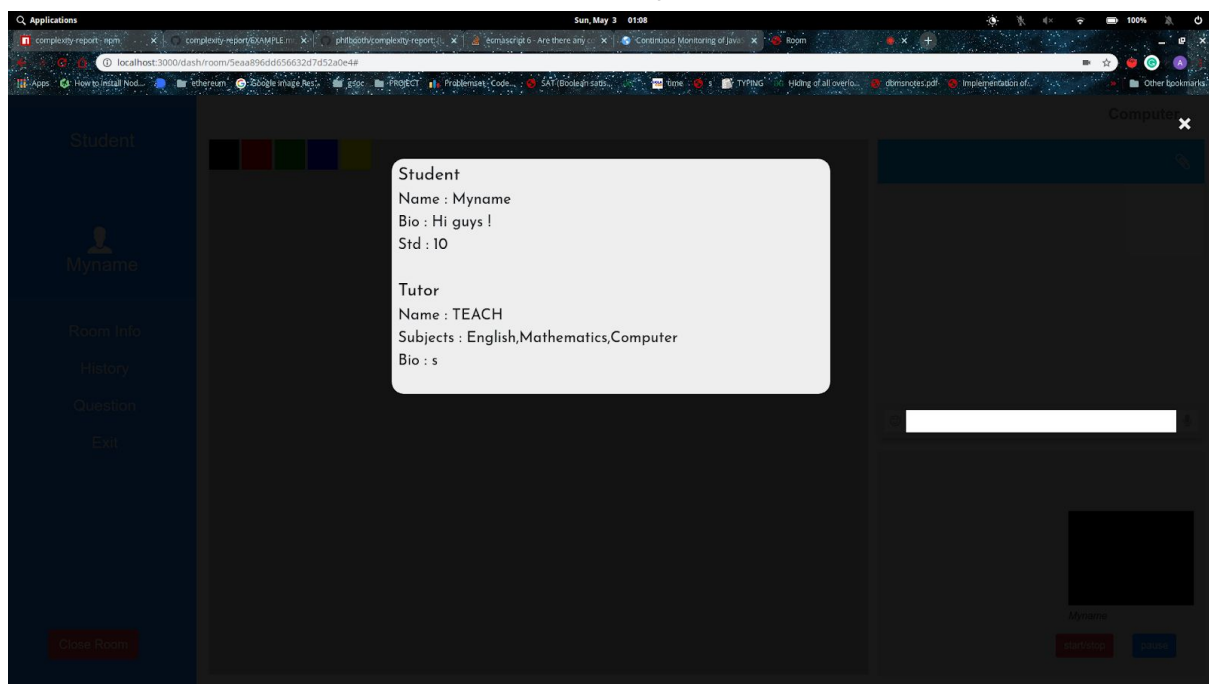 Applications
Sun, May 3 01:08
100%
complexity-report - npm
complexity-report/EXAMPLE.m
philbooth/complexity-report:
ecmascript 6 - Are there any co
Continuous Monitoring of Java
Room
localhost:3000/dash/room/5eaa896dd656632d7d52a0e4#
Apps
How to Install Nod...
ethereum
Google Image Res...
gsoc
PROJECT
Problemset - Code...
SAT (Boolean satis...
time
s
TYPING
Hiding of all overlo...
dbmsnotes.pdf
Implementation of...
Other bookmarks
Computer
Student
Myname
Room Info
History
Question
Exit
Close Room
Student
Name : Myname
Bio : Hi guys !
Std : 10
Tutor
Name : TEACH
Subjects : English,Mathematics,Computer
Bio : s
Myname
start/stop
pause